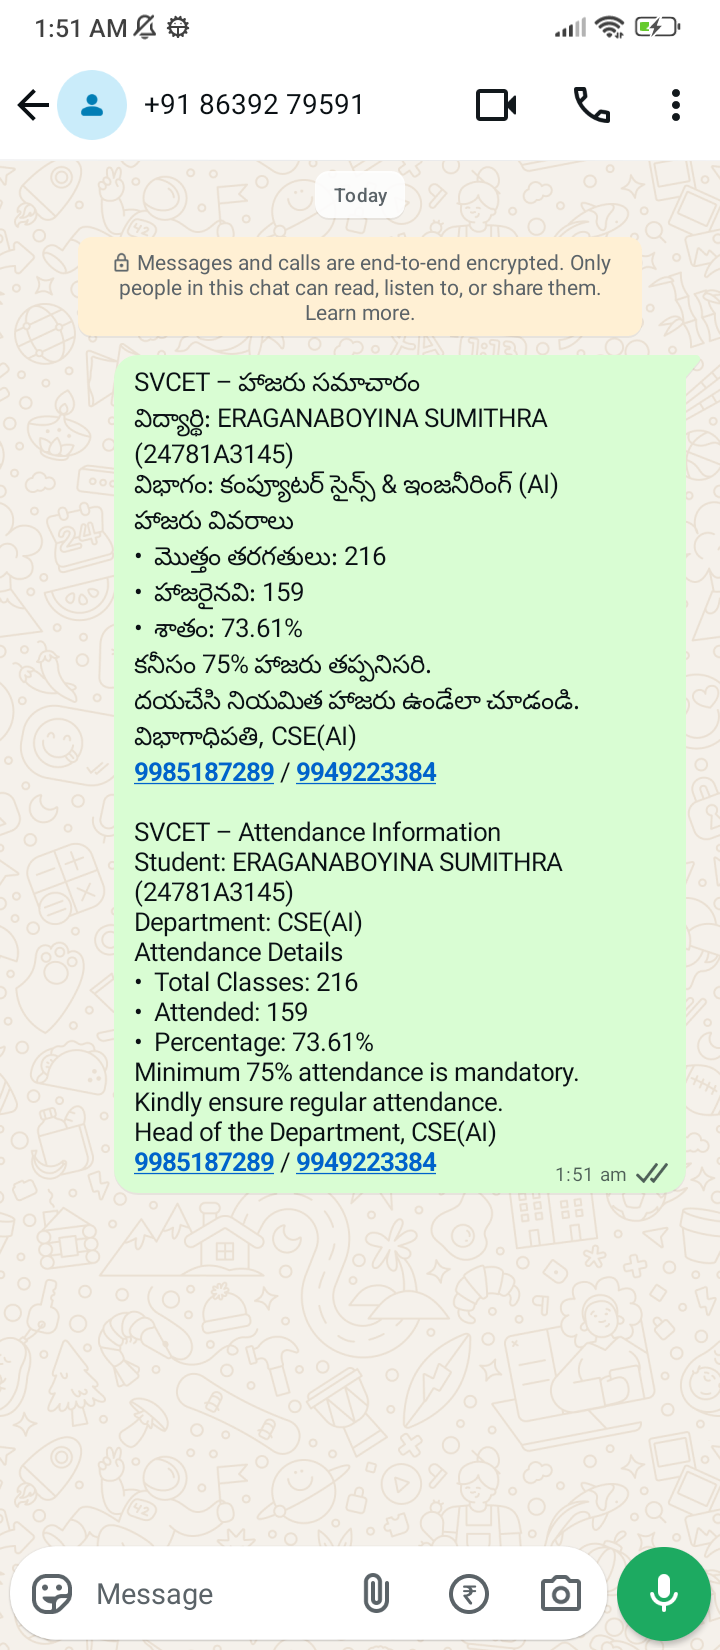 1:51 AM
+91 86392 79591
Today
Messages and calls are end-to-end encrypted. Only
people in this chat can read, listen to, or share them.
Learn more.
SVCET – హాజరు సమాచారం
విద్యార్థి: ERAGANABOYINA SUMITHRA
(24781A3145)
విభాగం: కంప్యూటర్ సైన్స్ & ఇంజనీరింగ్ (AI)
హాజరు వివరాలు
• మొత్తం తరగతులు: 216
• హాజరైనవి: 159
• శాతం: 73.61%
కనీసం 75% హాజరు తప్పనిసరి.
దయచేసి నియమిత హాజరు ఉండేలా చూడండి.
విభాగాధిపతి, CSE(AI)
9985187289 / 9949223384
SVCET – Attendance Information
Student: ERAGANABOYINA SUMITHRA
(24781A3145)
Department: CSE(AI)
Attendance Details
• Total Classes: 216
• Attended: 159
• Percentage: 73.61%
Minimum 75% attendance is mandatory.
Kindly ensure regular attendance.
Head of the Department, CSE(AI)
9985187289 / 9949223384
1:51 am
Message